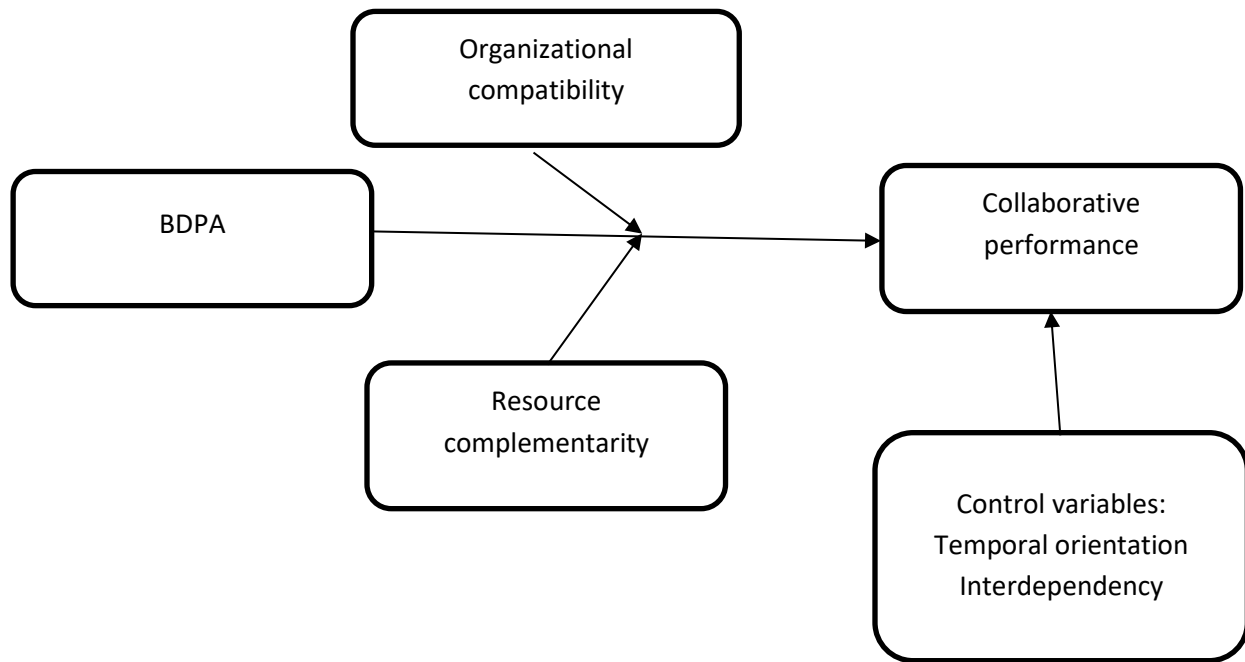 Organizational
compatibility
BDPA
Collaborative
performance
Resource
complementarity
Control variables:
Temporal orientation
Interdependency